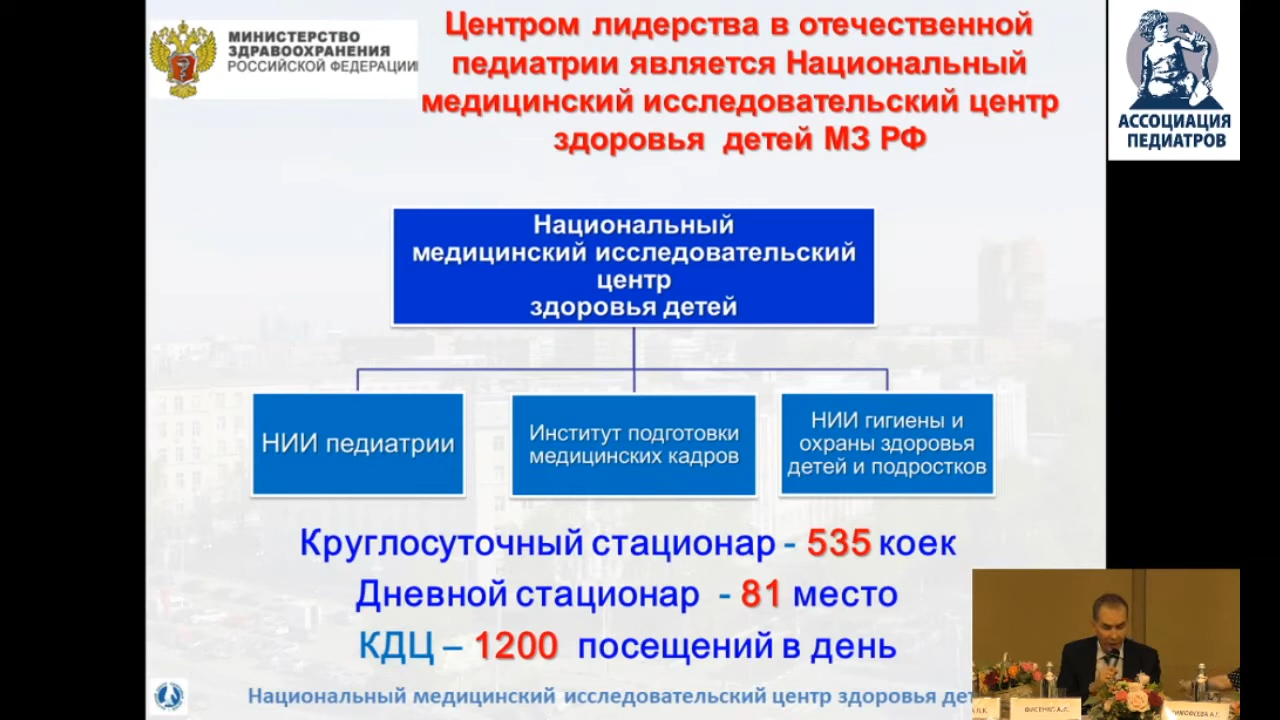 МИНИСТЕРСТВО
ЗДРАВООХРАНЕНИЯ
РОССИЙСКОЙ ФЕДЕРАЦИИ
Центром лидерства в отечественной
педиатрии является Национальный
медицинский исследовательский центр
здоровья детей МЗ РФ
АССОЦИАЦИЯ
ПЕДИАТРОВ
Национальный
медицинский исследовательский
центр
здоровья детей
НИИ педиатрии
Институт подготовки
медицинских кадров
НИИ гигиены и
охраны здоровья
детей и подростков
Круглосуточный стационар - 535 коек
Дневной стационар - 81 место
КДЦ – 1200 посещений в день
Национальный медицинский исследовательский центр здоровья
ФИСЕНКО А.П.